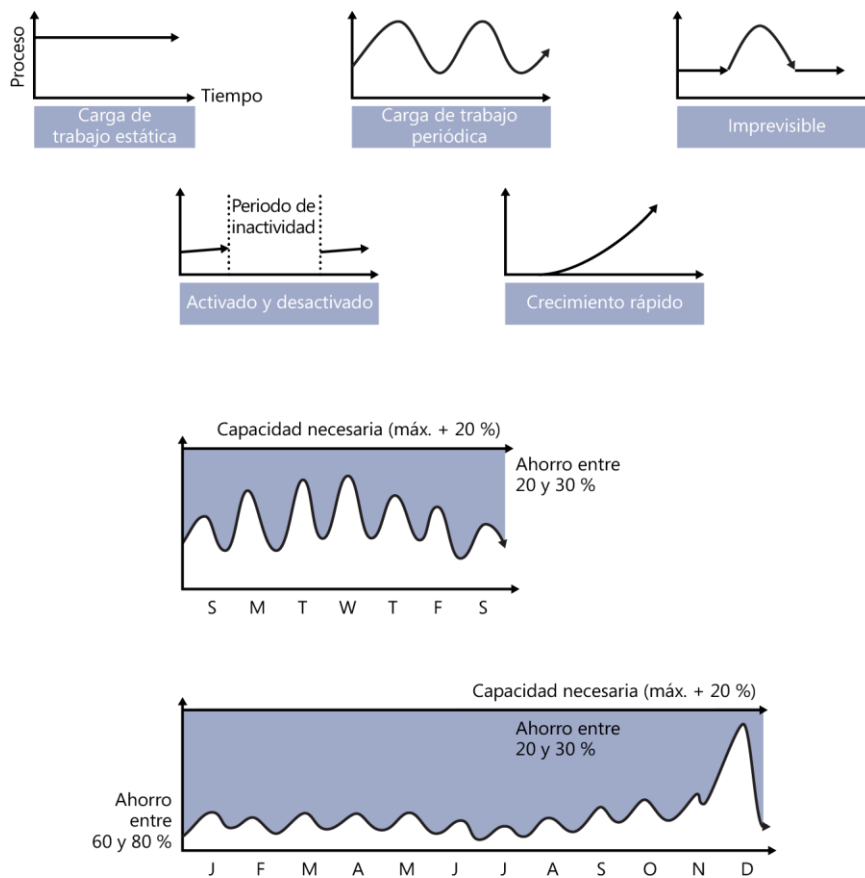 Proceso
Tiempo
Carga de
trabajo estática
Carga de trabajo
periódica
Imprevisible
Periodo de
inactividad
Activado y desactivado
Crecimiento rápido
Capacidad necesaria (máx. + 20 %)
Ahorro entre
20 y 30 %
S M T W T F S
Capacidad necesaria (máx. + 20 %)
Ahorro entre
20 y 30 %
Ahorro
entre
60 y 80 %
J F M A M J J A S O N D